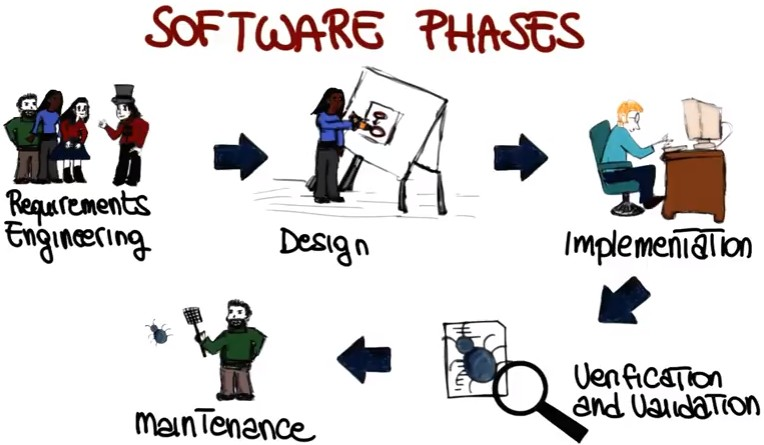 SOFTWARE PHASES
Requirements
Engineering
Design
Implementation
Verification
and Validation
Maintenance